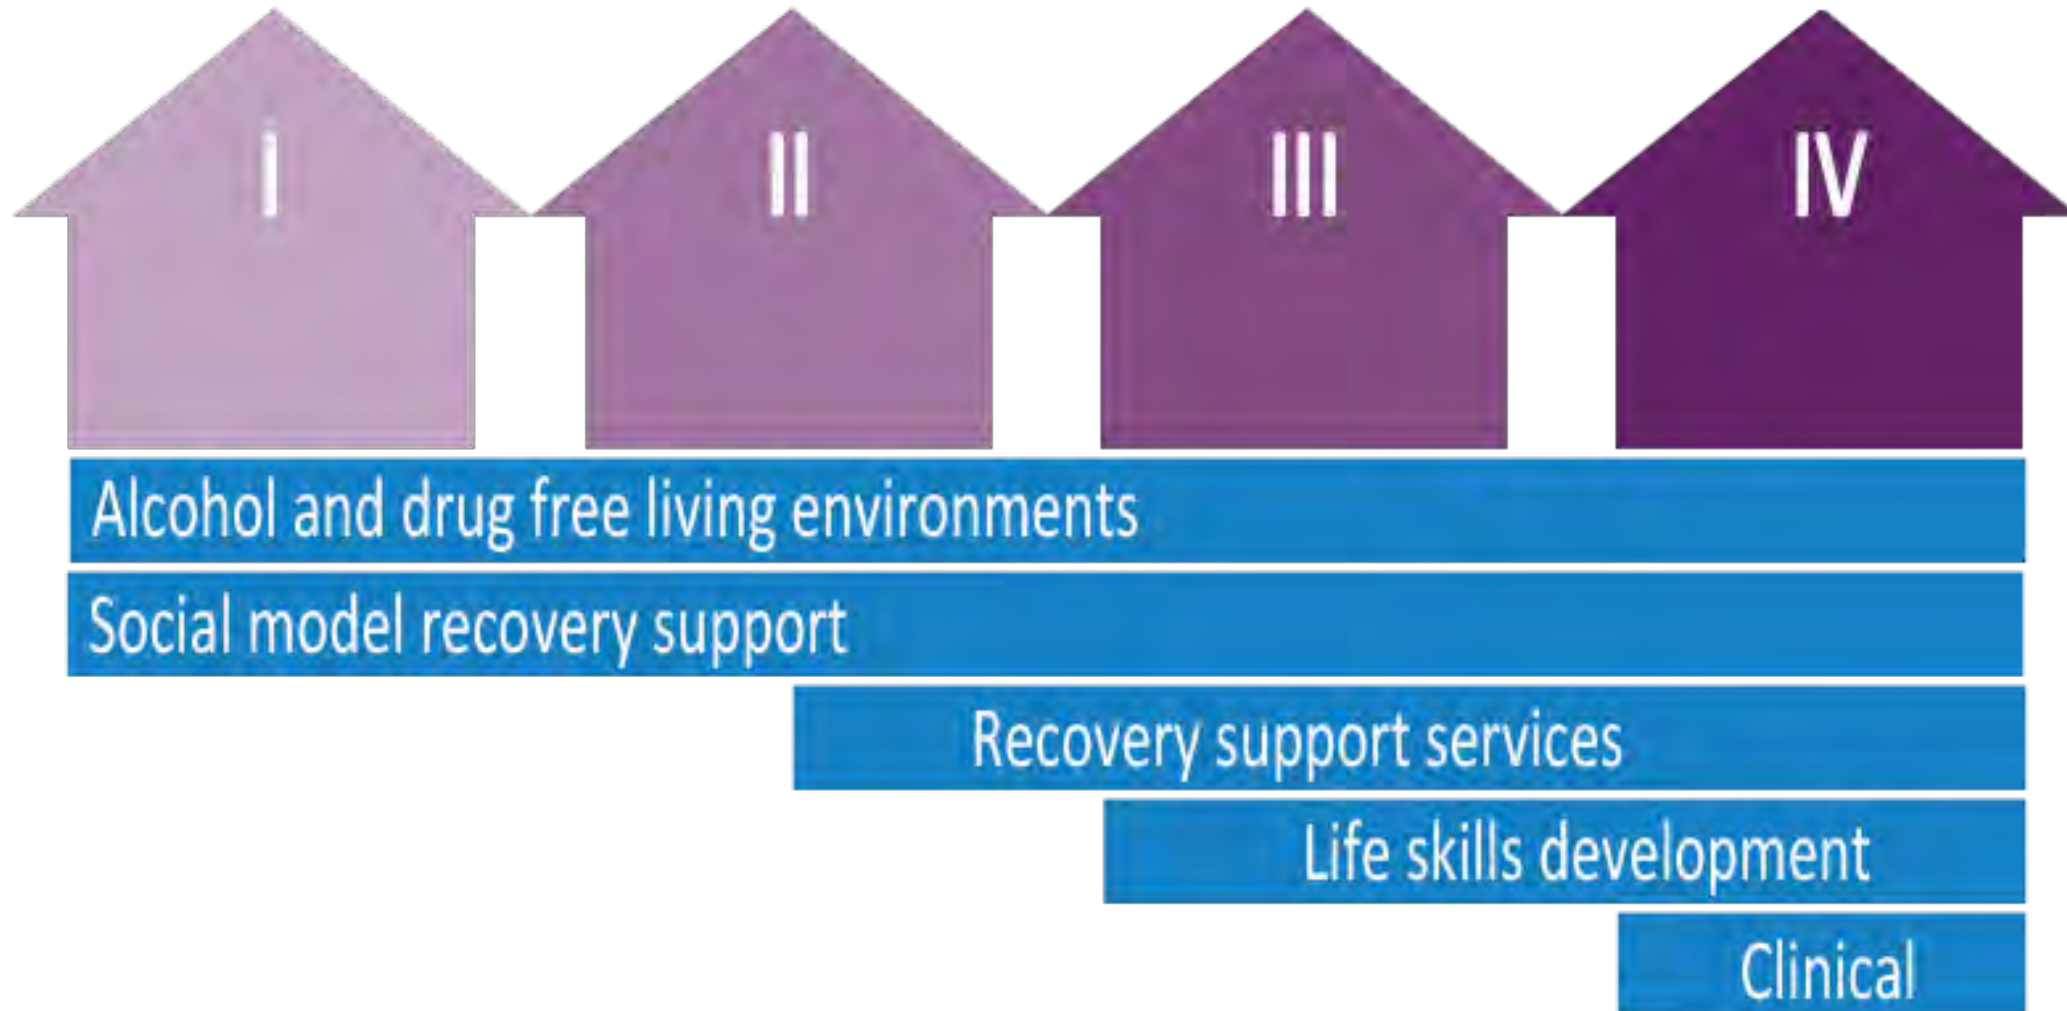 I
II
III
IV
Alcohol and drug free living environments
Social model recovery support
Recovery support services
Life skills development
Clinical